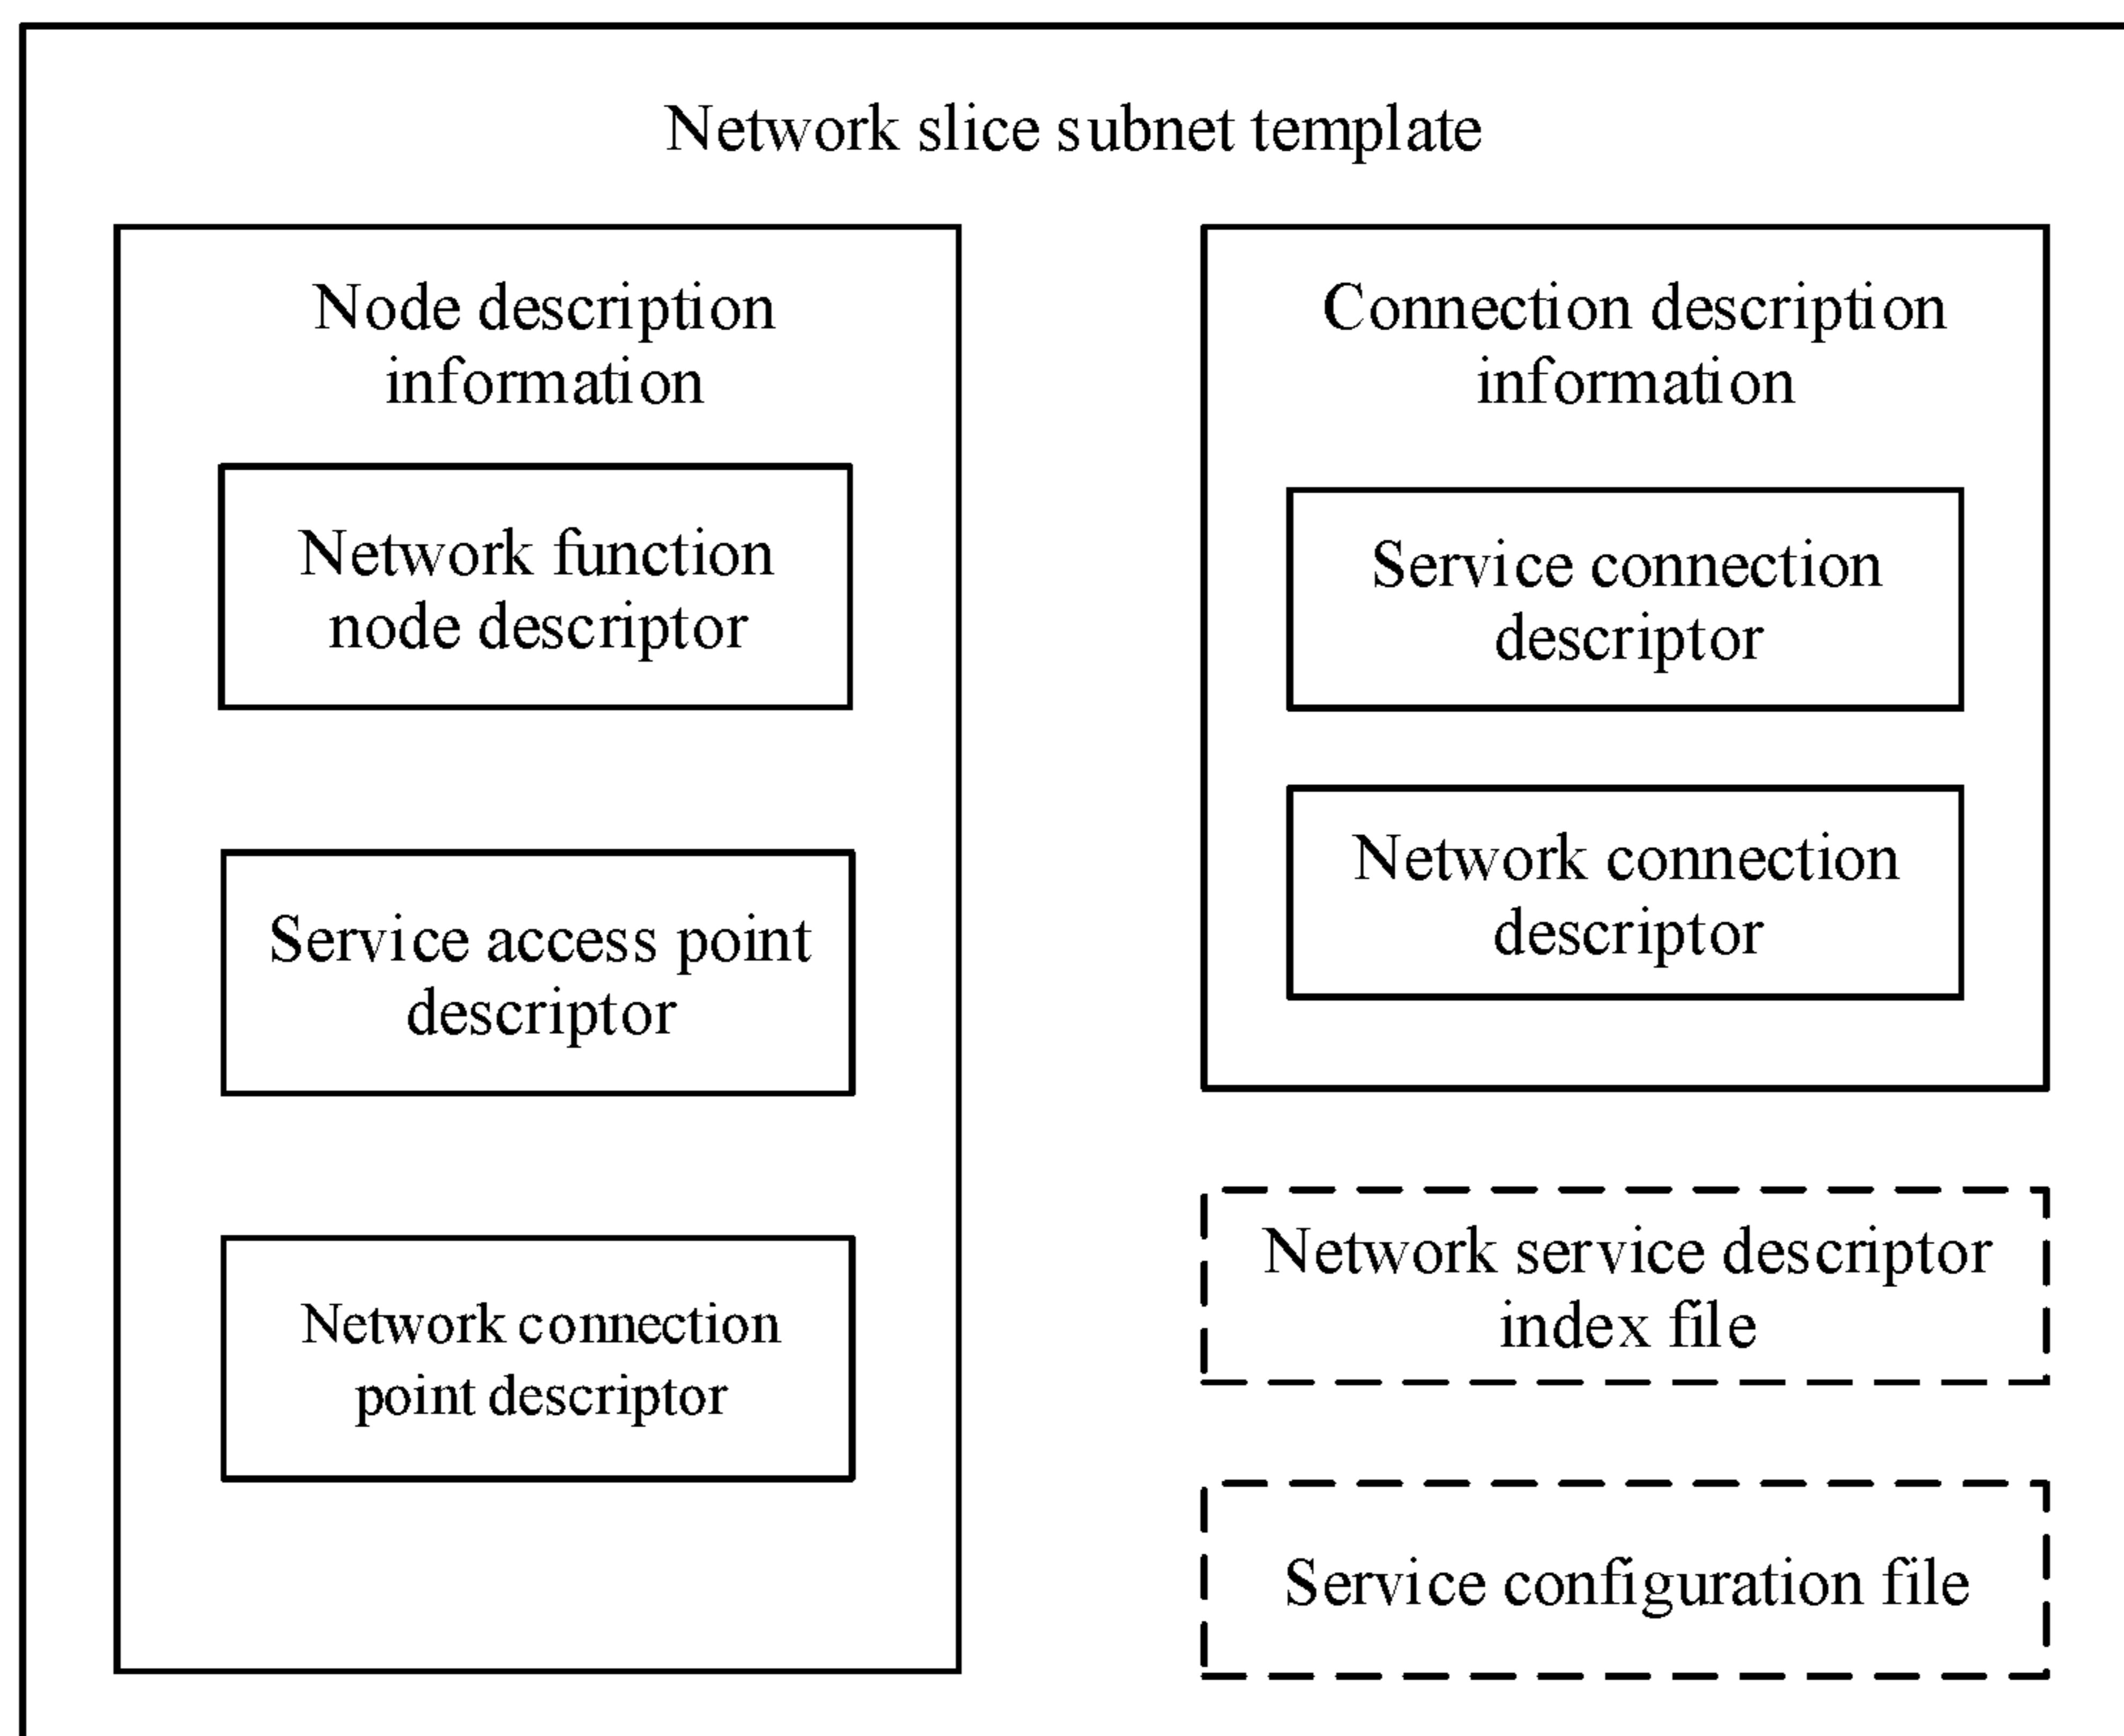 Network slice subnet template
Node description
information
Network function
node descriptor
Service access point
descriptor
Network connection
point descriptor
Connection description
information
Service connection
descriptor
Network connection
descriptor
Network service descriptor
index file
Service configuration file